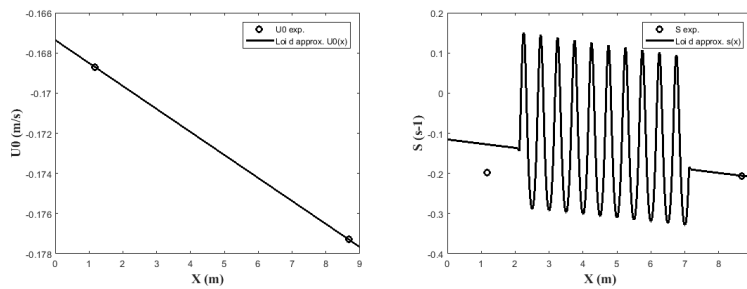 -0.166
-0.168
-0.17
-0.172
-0.174
-0.176
-0.178
U0 (m/s)
0 1 2 3 4 5 6 7 8 9
X (m)
U0 exp.
Loi d approx. U0(x)
0.2
0.1
0
-0.1
-0.2
-0.3
-0.4
S (s-1)
0 1 2 3 4 5 6 7 8
X (m)
S exp.
Loi d approx. s(x)